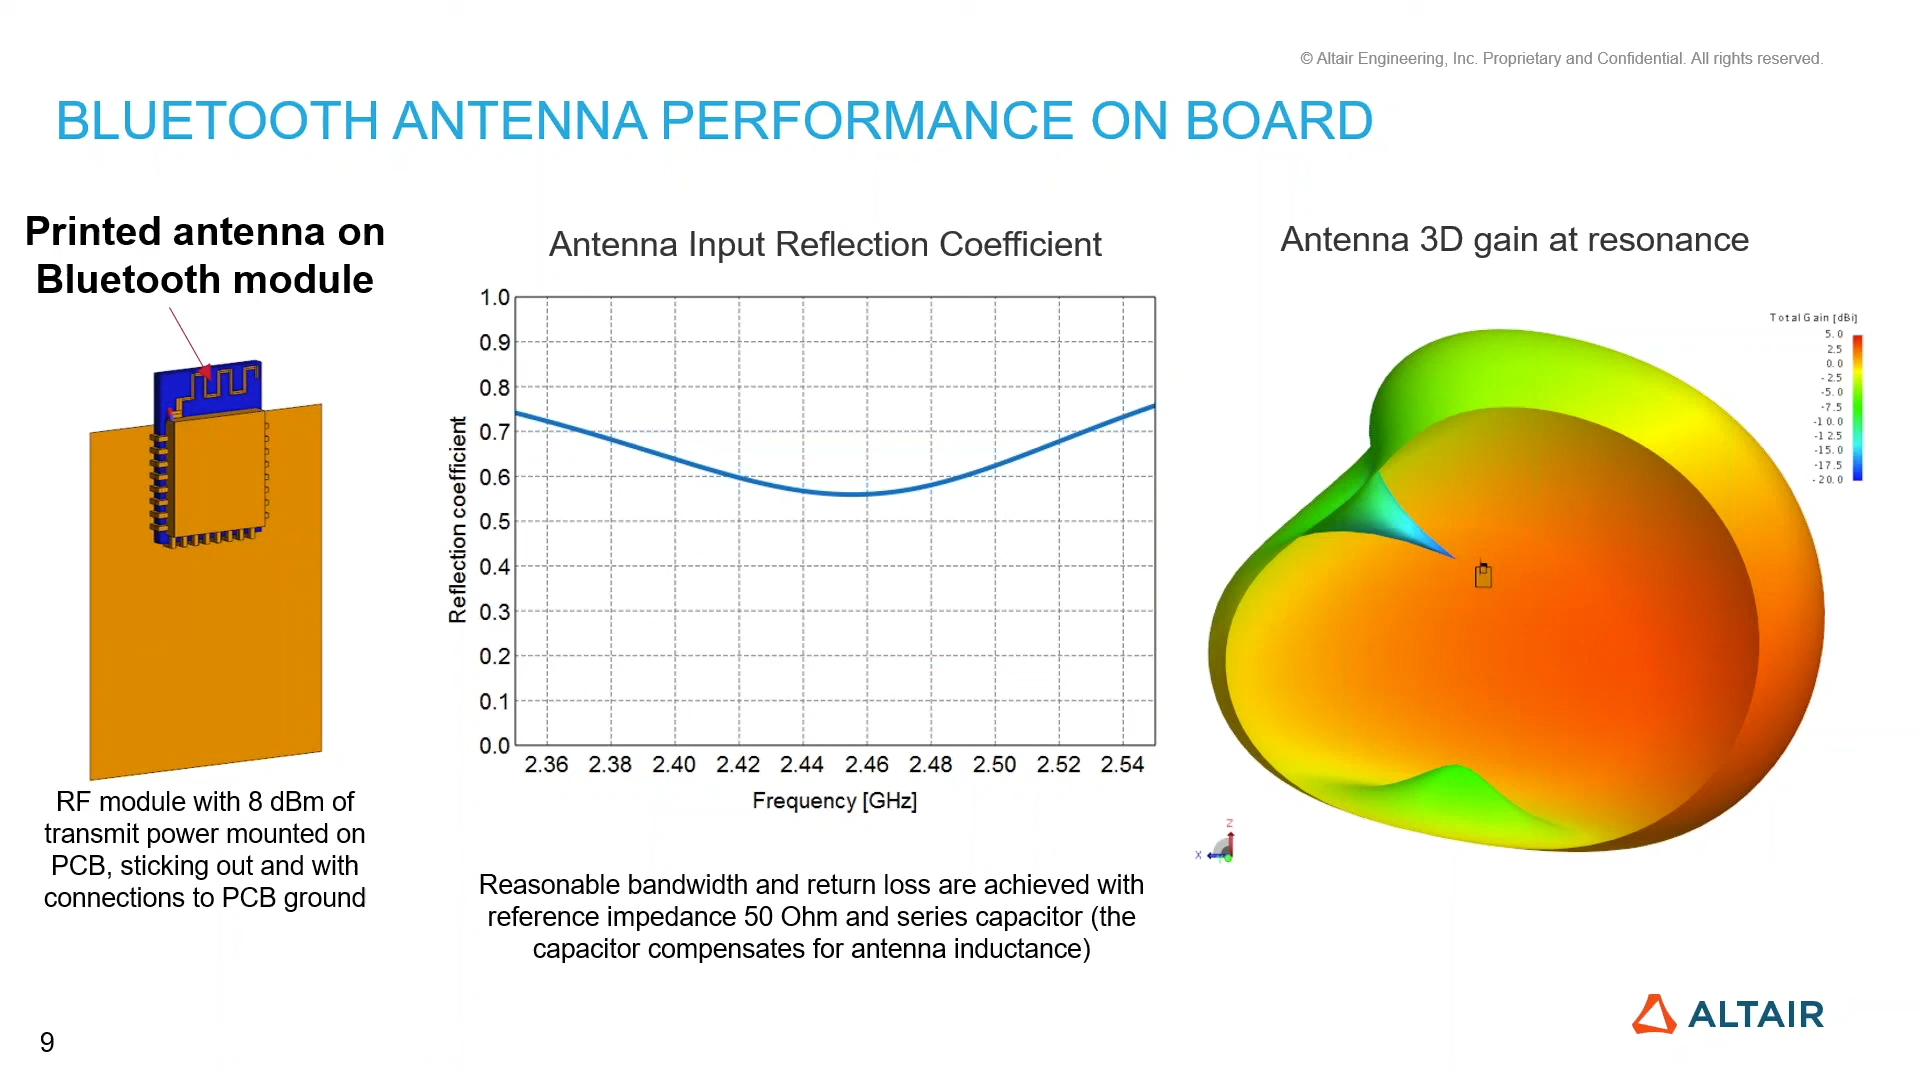 © Altair Engineering, Inc. Proprietary and Confidential. All rights reserved.
BLUETOOTH ANTENNA PERFORMANCE ON BOARD
Printed antenna on
Bluetooth module
RF module with 8 dBm of
transmit power mounted on
PCB, sticking out and with
connections to PCB ground
Antenna Input Reflection Coefficient
Reflection coefficient
1.0
0.9
0.8
0.7
0.6
0.5
0.4
0.3
0.2
0.1
0.0
2.36 2.38 2.40 2.42 2.44 2.46 2.48 2.50 2.52 2.54
Frequency [GHz]
Reasonable bandwidth and return loss are achieved with
reference impedance 50 Ohm and series capacitor (the
capacitor compensates for antenna inductance)
Antenna 3D gain at resonance
Total Gain [dBi]
5.0
2.5
0.0
-2.5
-5.0
-7.5
-10.0
-12.5
-15.0
-17.5
-20.0
Z
X
ALTAIR
9